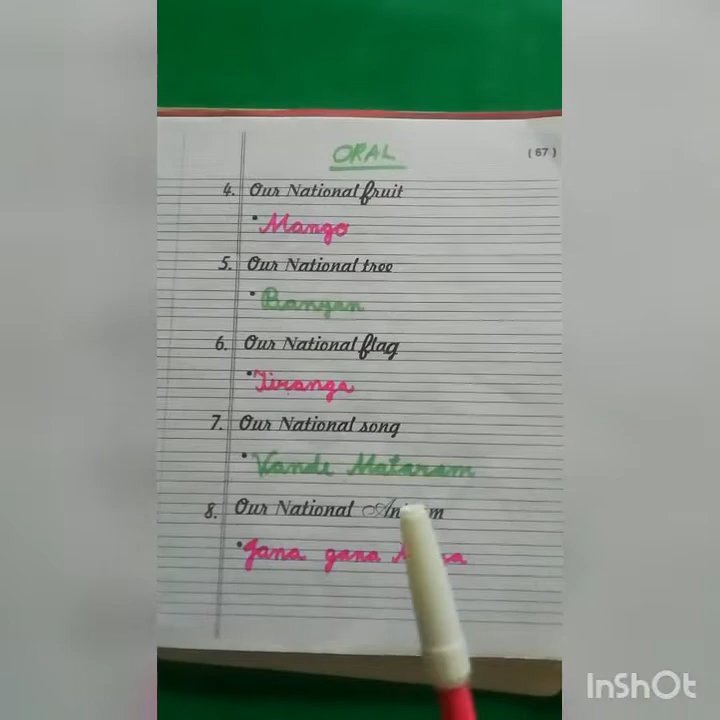 ORAL
( 67 )
4. Our National fruit
• Mango
5. Our National tree
• Banyan
6. Our National flag
• Tiranga
7. Our National song
• Vande Mataram
8. Our National
• Jana gana
InShOt